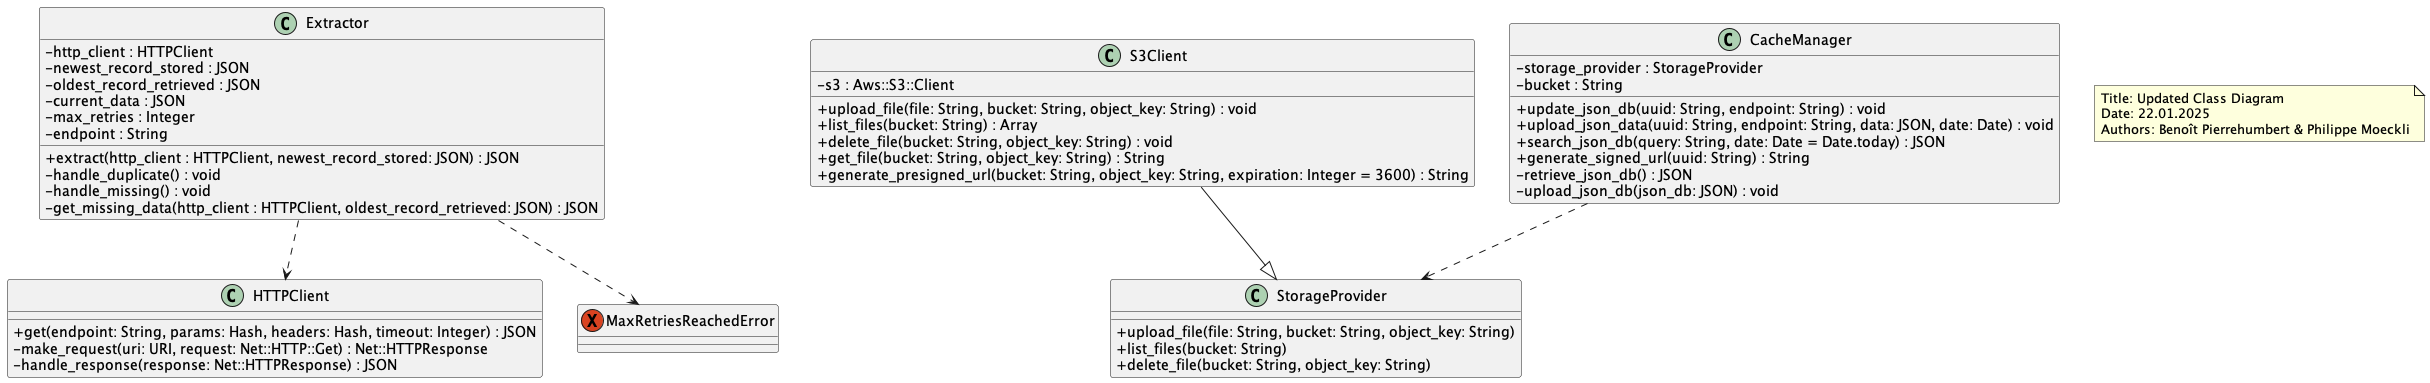 C Extractor
-http_client : HTTPClient
-newest_record_stored : JSON
-oldest_record_retrieved : JSON
-current_data : JSON
-max_retries : Integer
-endpoint : String
+extract(http_client : HTTPClient, newest_record_stored: JSON) : JSON
-handle_duplicate() : void
-handle_missing() : void
-get_missing_data(http_client : HTTPClient, oldest_record_retrieved: JSON) : JSON
C S3Client
-s3 : Aws::S3::Client
+upload_file(file: String, bucket: String, object_key: String) : void
+list_files(bucket: String) : Array
+delete_file(bucket: String, object_key: String) : void
+get_file(bucket: String, object_key: String) : String
+generate_presigned_url(bucket: String, object_key: String, expiration: Integer = 3600) : String
C CacheManager
-storage_provider : StorageProvider
-bucket : String
+update_json_db(uuid: String, endpoint: String) : void
+upload_json_data(uuid: String, endpoint: String, data: JSON, date: Date) : void
+search_json_db(query: String, date: Date = Date.today) : JSON
+generate_signed_url(uuid: String) : String
-retrieve_json_db() : JSON
-upload_json_db(json_db: JSON) : void
Title: Updated Class Diagram
Date: 22.01.2025
Authors: Benoît Pierrehumbert & Philippe Moeckli
C HTTPClient
+get(endpoint: String, params: Hash, headers: Hash, timeout: Integer) : JSON
-make_request(uri: URI, request: Net::HTTP::Get) : Net::HTTPResponse
-handle_response(response: Net::HTTPResponse) : JSON
X MaxRetriesReachedError
C StorageProvider
+upload_file(file: String, bucket: String, object_key: String)
+list_files(bucket: String)
+delete_file(bucket: String, object_key: String)